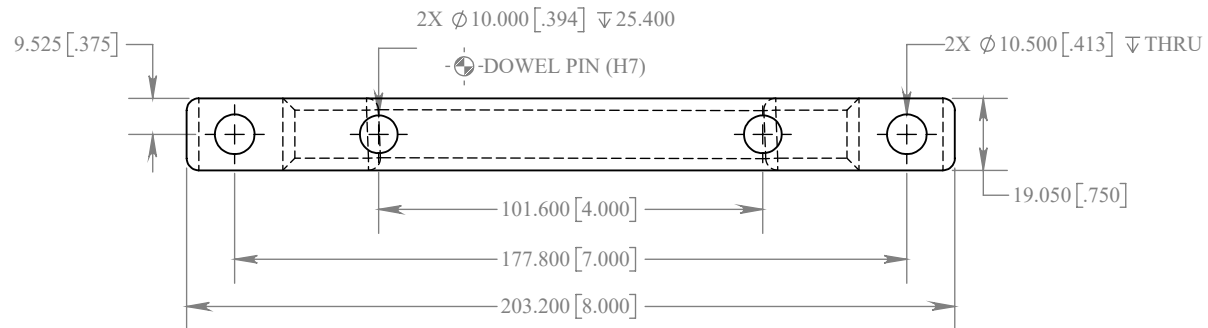 2X ⌀10.000[.394] ↧25.400
9.525[.375]
2X ⌀10.500[.413] ↧THRU
-DOWEL PIN (H7)
19.050[.750]
101.600[4.000]
177.800[7.000]
203.200[8.000]